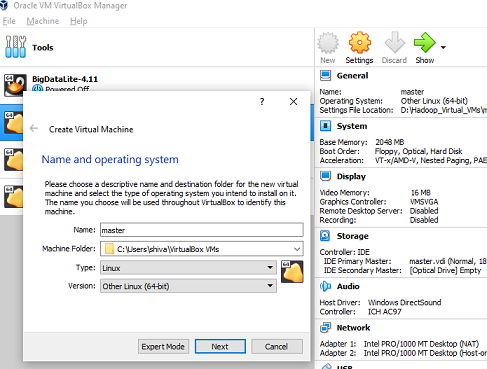 Oracle VM VirtualBox Manager
File Machine Help
Tools
New Settings Discard Show
64 BigDataLite-4.11
Powered Off
64
64
64
? ×
Create Virtual Machine
Name and operating system
Please choose a descriptive name and destination folder for the new virtual
machine and select the type of operating system you intend to install on it.
The name you choose will be used throughout VirtualBox to identify this
machine.
Name: master
Machine Folder: C:\Users\shiva\VirtualBox VMs
Type: Linux
64
Version: Other Linux (64-bit)
Expert Mode Next Cancel
General
Name: master
Operating System: Other Linux (64-bit)
Settings File Location: D:\Hadoop_Virtual_VMs\m
System
Base Memory: 2048 MB
Boot Order: Floppy, Optical, Hard Disk
Acceleration: VT-x/AMD-V, Nested Paging, PAE
Display
Video Memory: 16 MB
Graphics Controller: VMSVGA
Remote Desktop Server: Disabled
Recording: Disabled
Storage
Controller: IDE
IDE Primary Master: master.vdi (Normal, 18
IDE Secondary Master: [Optical Drive] Empty
Audio
Host Driver: Windows DirectSound
Controller: ICH AC97
Network
Adapter 1: Intel PRO/1000 MT Desktop (NAT)
Adapter 2: Intel PRO/1000 MT Desktop (Host-o